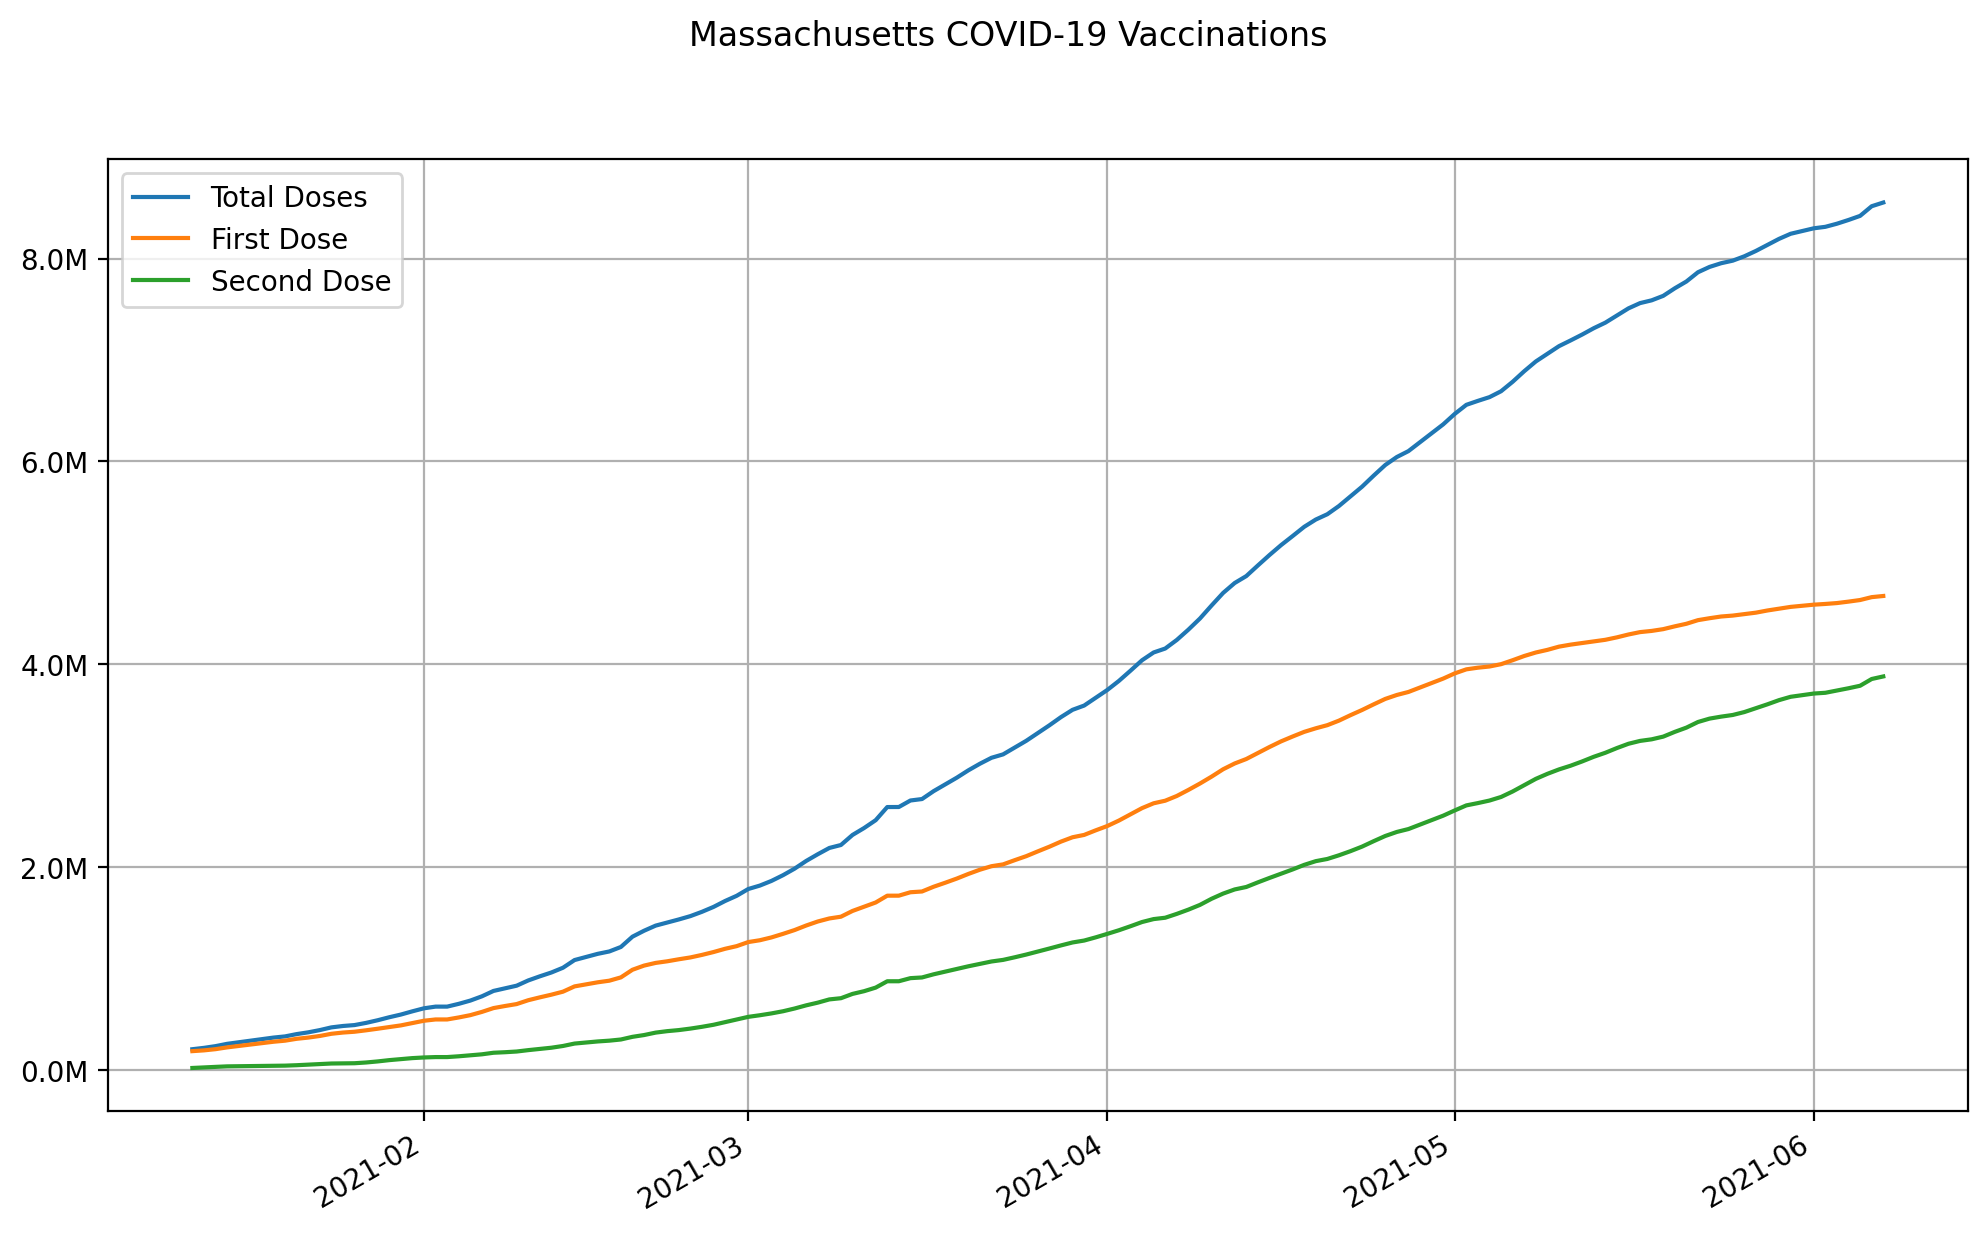 Massachusetts COVID-19 Vaccinations
Total Doses
First Dose
Second Dose
8.0M
6.0M
4.0M
2.0M
0.0M
2021-02
2021-03
2021-04
2021-05
2021-06